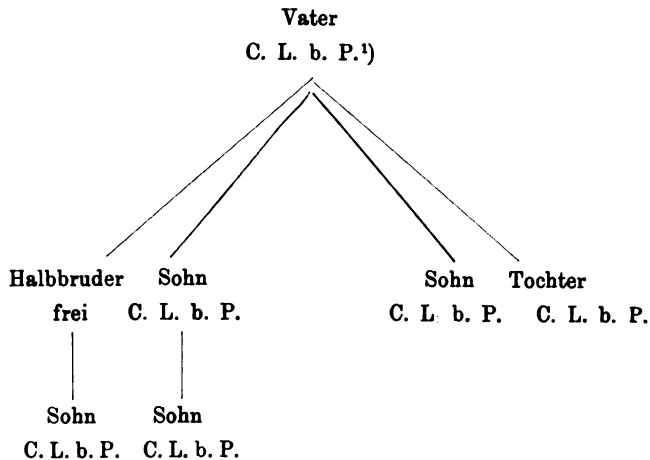 Vater
C. L. b. P.¹)
Halbbruder Sohn Sohn Tochter
frei C. L. b. P. C. L. b. P. C. L. b. P.
Sohn Sohn
C. L. b. P. C. L. b. P.